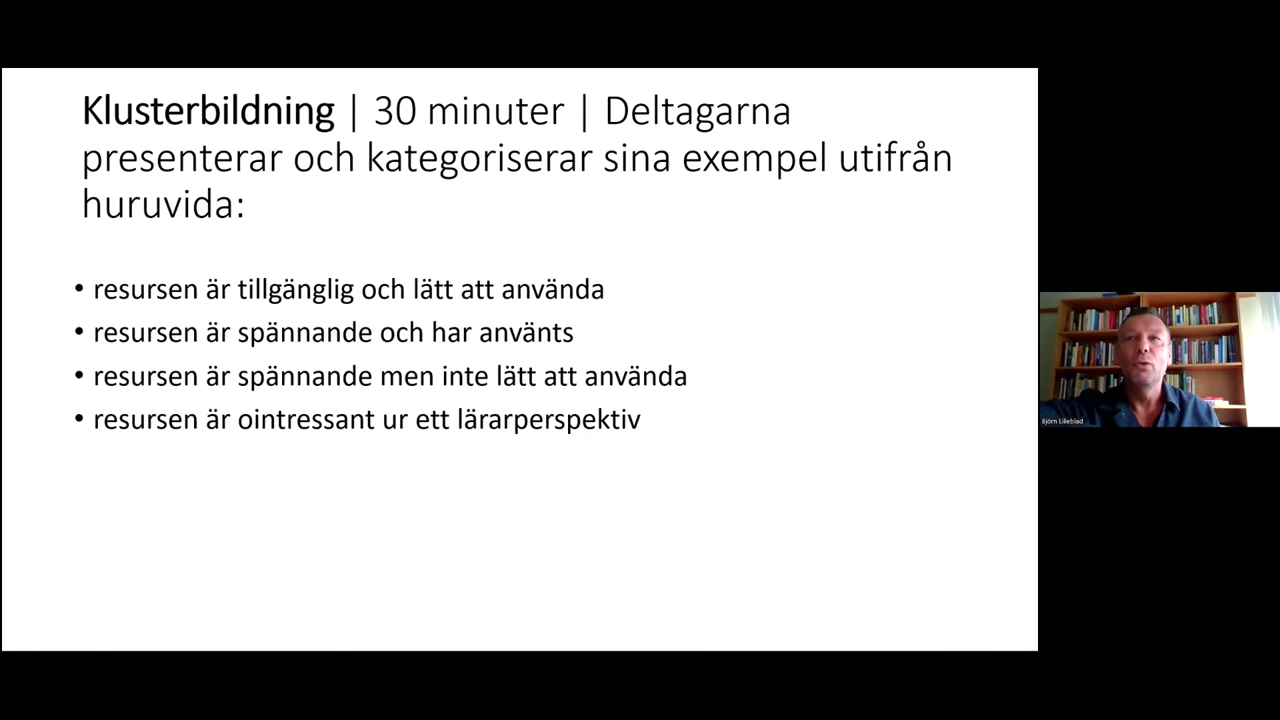 Klusterbildning | 30 minuter | Deltagarna
presenterar och kategoriserar sina exempel utifrån
huruvida:
• resursen är tillgänglig och lätt att använda
• resursen är spännande och har använts
• resursen är spännande men inte lätt att använda
• resursen är ointressant ur ett lärarperspektiv
Björn Lilieblad